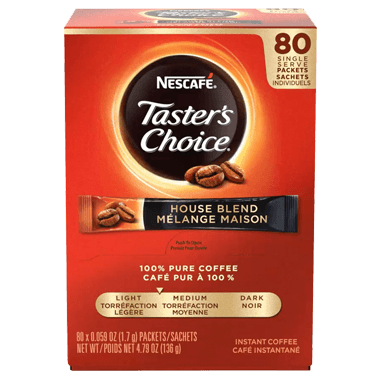 80
SINGLE
SERVE
PACKETS
SACHETS
INDIVIDUELS
NESCAFÉ®
Taster's
Choice®
HOUSE BLEND
MÉLANGE MAISON
100% PURE COFFEE
CAFÉ PUR À 100%
LIGHT
TORRÉFACTION
LÉGÈRE
MEDIUM
TORRÉFACTION
MOYENNE
DARK
NOIR
80 x 0.059 OZ (1.7 g) PACKETS/SACHETS
NET WT/POIDS NET 4.79 OZ (136 g)
INSTANT COFFEE
CAFÉ INSTANTANÉ